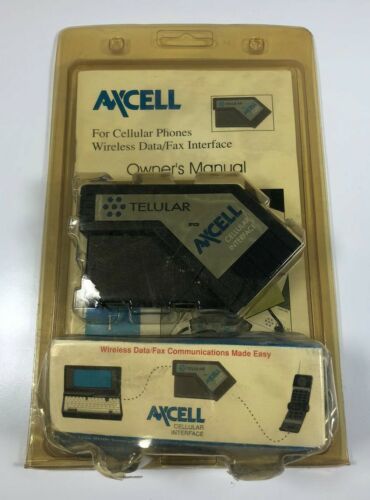 AXCELL
For Cellular Phones
Wireless Data/Fax Interface
Owner's Manual
TELULAR
AXCELL
CELLULAR
INTERFACE
Wireless Data/Fax Communications Made Easy
TELULAR
AXCELL
CELLULAR
INTERFACE